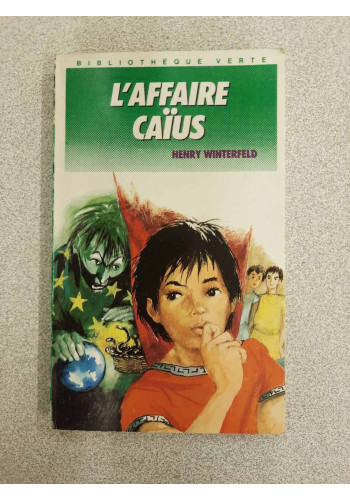 BIBLIOTHÈQUE VERTE
L'AFFAIRE
CAÏUS
HENRY WINTERFELD